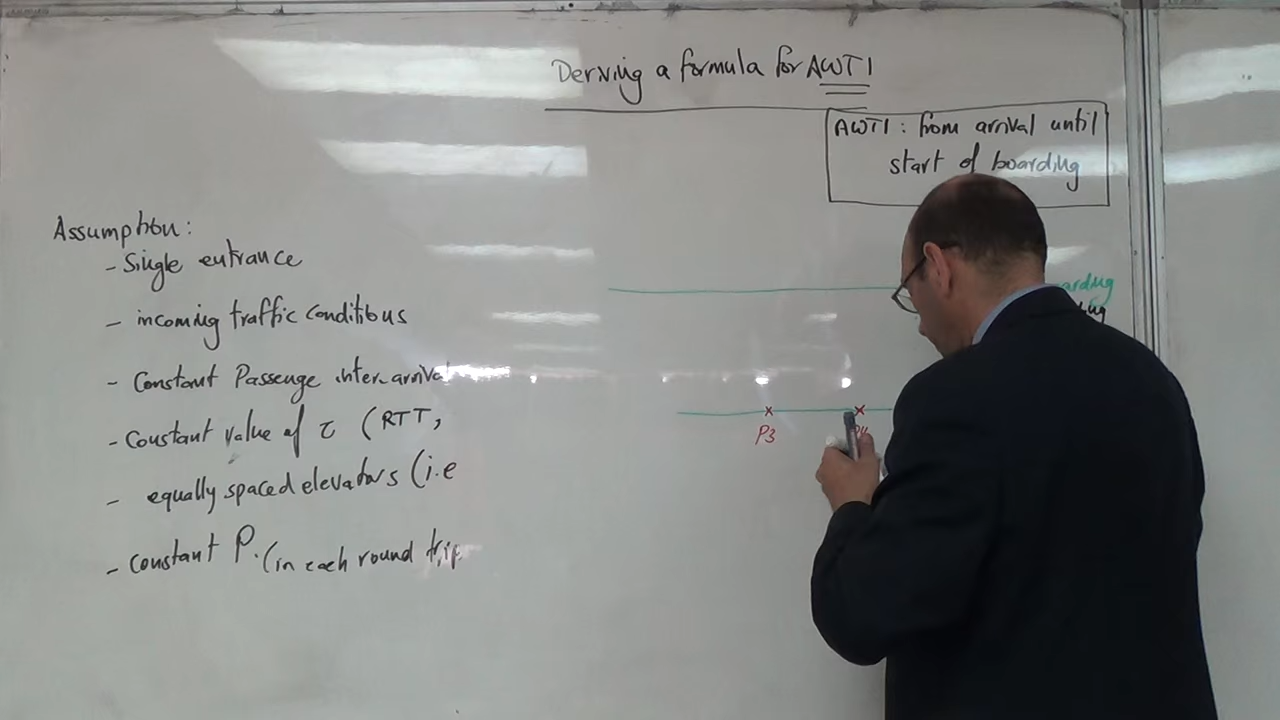 Deriving a formula for AWT1
AWT1 : from arrival until
start of boarding
Assumption:
- Single entrance
- incoming traffic conditions
- Constant Passenge inter-arrival
- Constant value of τ (RTT,
- equally spaced elevators (i.e
- constant P. (in each round trip
arding
P3